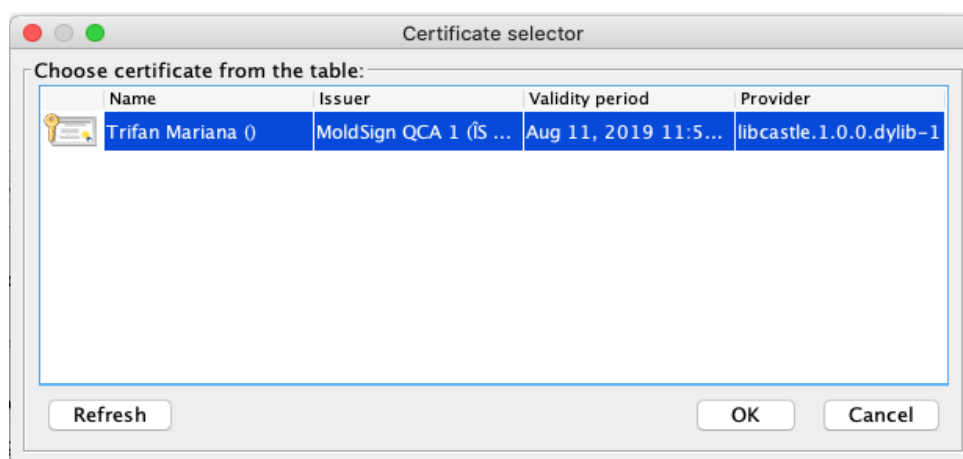 Certificate selector
Choose certificate from the table:
Name Issuer Validity period Provider
Trifan Mariana () MoldSign QCA 1 (ÎS ... Aug 11, 2019 11:5... libcastle.1.0.0.dylib-1
Refresh OK Cancel